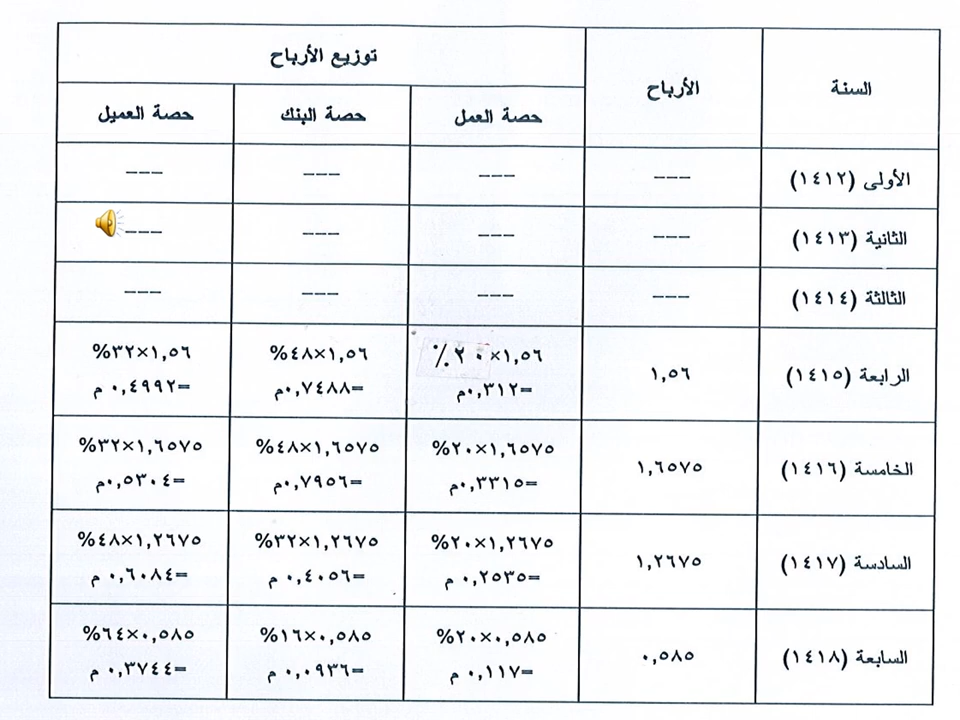 السنة
الأرباح
توزيع الأرباح
حصة العمل
حصة البنك
حصة العميل
الأولى (١٤١٢)
---
---
---
---
الثانية (١٤١٣)
---
---
---
---
الثالثة (١٤١٤)
---
---
---
---
الرابعة (١٤١٥)
١,٥٦
١,٥٦×٢٠٪
=٠,٣١٢م
١,٥٦×٤٨%
=٠,٧٤٨٨م
١,٥٦×٣٢%
=٠,٤٩٩٢ م
الخامسة (١٤١٦)
١,٦٥٧٥
١,٦٥٧٥×٢٠%
=٠,٣٣١٥م
١,٦٥٧٥×٤٨%
=٠,٧٩٥٦م
١,٦٥٧٥×٣٢%
=٠,٥٣٠٤م
السادسة (١٤١٧)
١,٢٦٧٥
١,٢٦٧٥×٢٠%
=٠,٢٥٣٥ م
١,٢٦٧٥×٣٢%
=٠,٤٠٥٦ م
١,٢٦٧٥×٤٨%
=٠,٦٠٨٤ م
السابعة (١٤١٨)
٠,٥٨٥
٠,٥٨٥×٢٠%
=٠,١١٧ م
٠,٥٨٥×١٦%
=٠,٠٩٣٦ م
٠,٥٨٥×٦٤%
=٠,٣٧٤٤ م